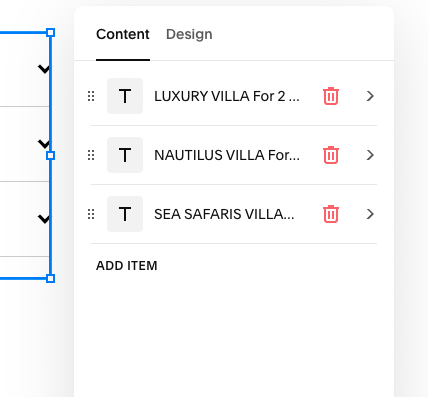 Content Design
T LUXURY VILLA For 2 ...
T NAUTILUS VILLA For...
T SEA SAFARIS VILLA...
ADD ITEM